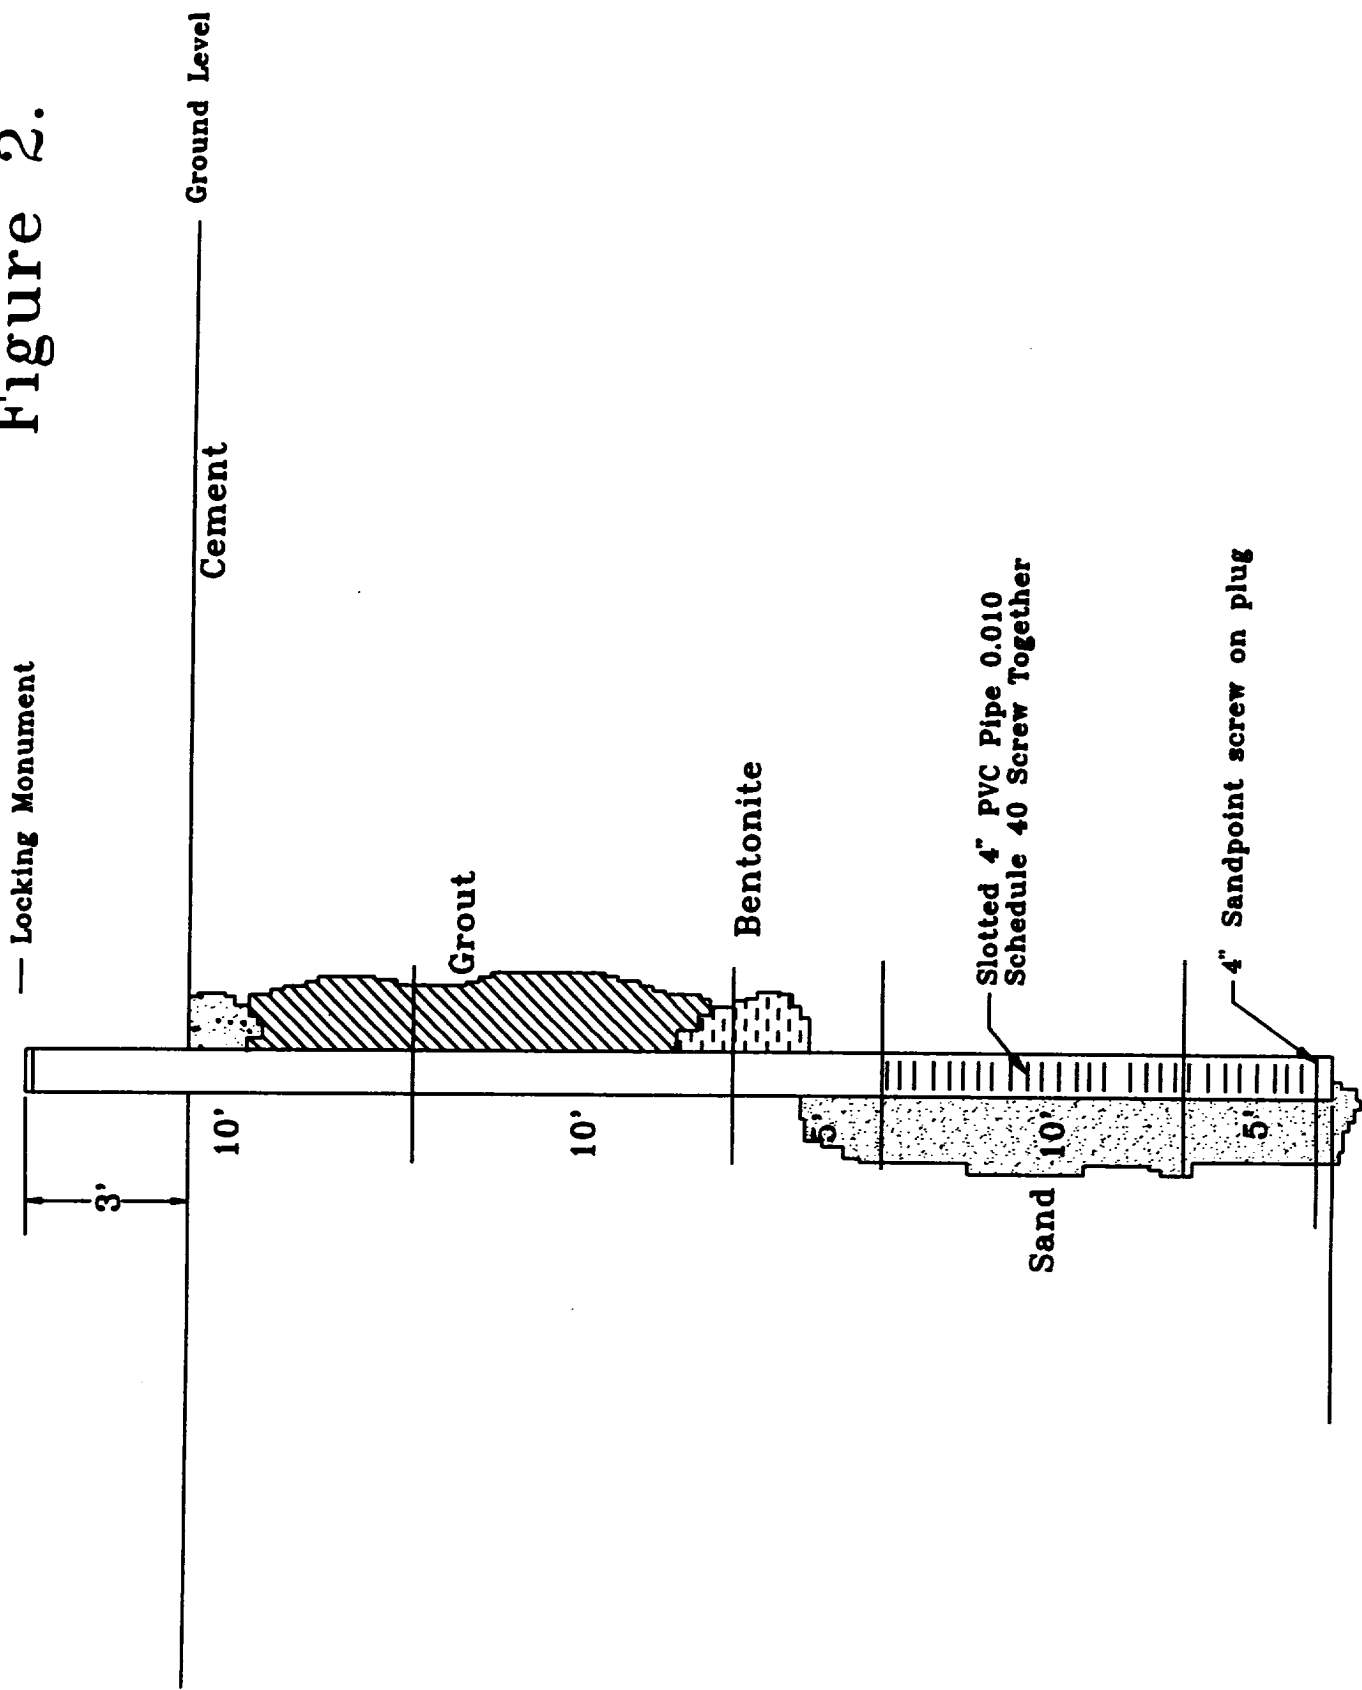 Figure 2.
Locking Monument
Ground Level
Cement
3'
10'
Grout
10'
Bentonite
5'
Slotted 4" PVC Pipe 0.010
Schedule 40 Screw Together
10'
Sand
5'
4" Sandpoint screw on plug